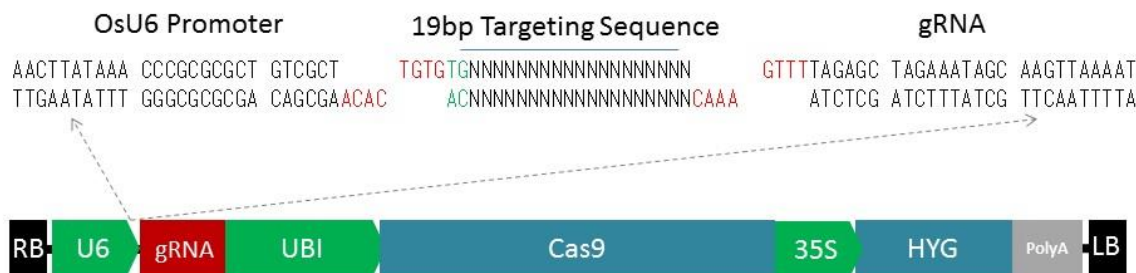 OsU6 Promoter 19bp Targeting Sequence gRNA
AACTTATAAA CCCGCGCGCT GTCGCT TGTGTGNNNNNNNNNNNNNNNNNNN GTTTTAGAGC TAGAAATAGC AAGTTAAAAT
TTGAATATTT GGGCGCGCGA CAGCGAACAC ACNNNNNNNNNNNNNNNNNNNCAAA ATCTCG ATCTTTATCG TTCAATTTTA
RB U6 gRNA UBI Cas9 35S HYG PolyA LB